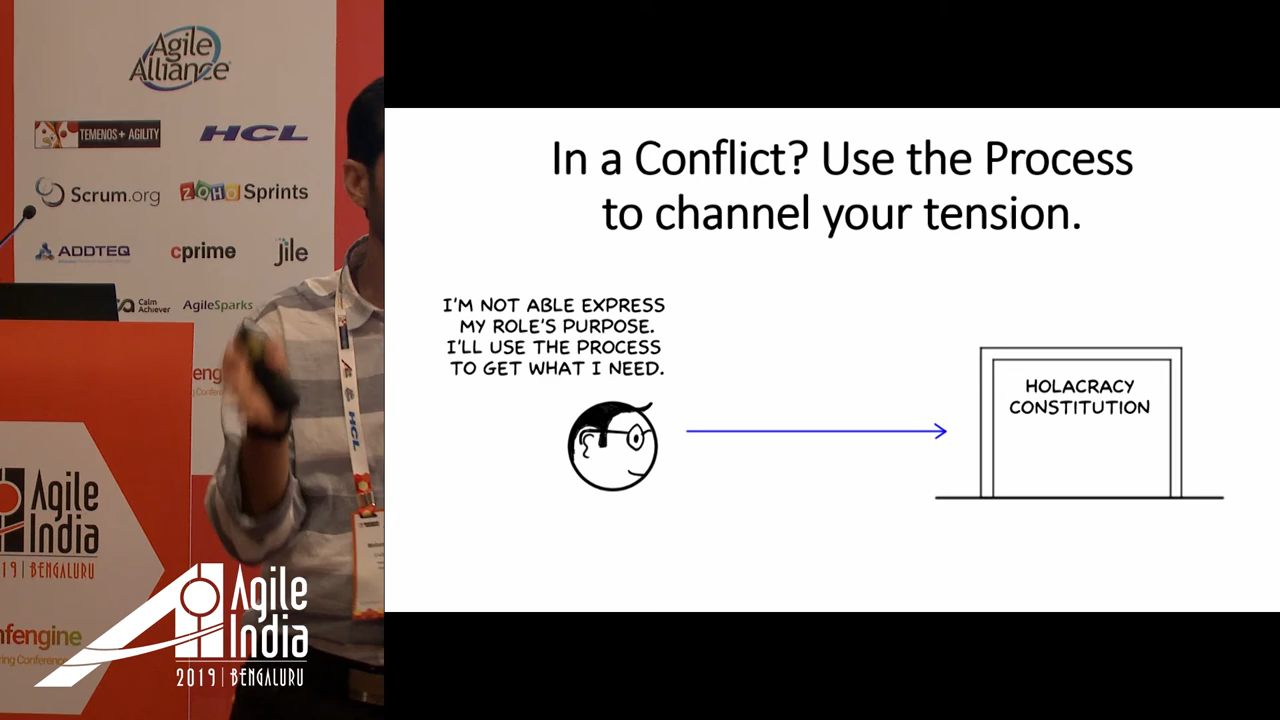 Agile
Alliance
TEMENOS + AGILITY
HCL
Scrum.org
ZOHO Sprints
ADDTEQ
cprime
Jile
Calm
Achiever
AgileSparks
HCL
Agile
India
BENGALURU
Agile
India
2019 | BENGALURU
In a Conflict? Use the Process
to channel your tension.
I'M NOT ABLE EXPRESS
MY ROLE'S PURPOSE.
I'LL USE THE PROCESS
TO GET WHAT I NEED.
HOLACRACY
CONSTITUTION